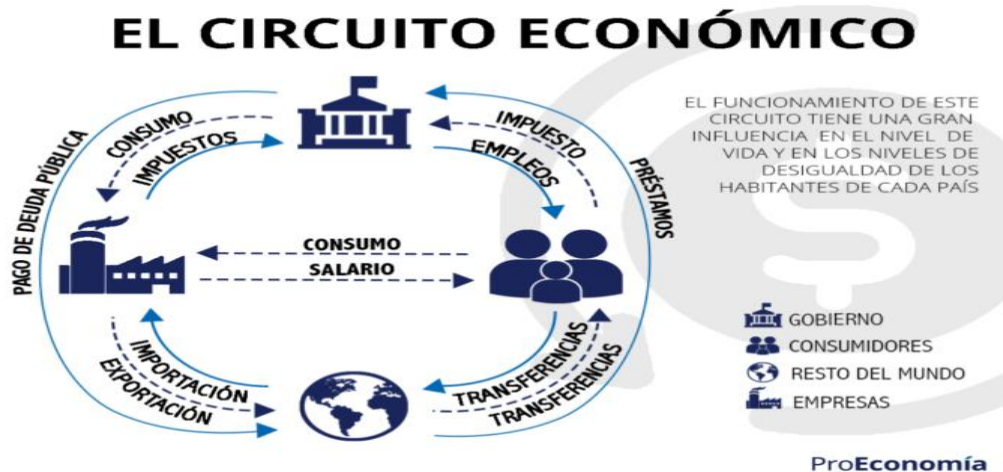 EL CIRCUITO ECONÓMICO
EL FUNCIONAMIENTO DE ESTE
CIRCUITO TIENE UNA GRAN
INFLUENCIA EN EL NIVEL DE
VIDA Y EN LOS NIVELES DE
DESIGUALDAD DE LOS
HABITANTES DE CADA PAÍS
PAGO DE DEUDA PÚBLICA
CONSUMO
IMPUESTOS
IMPUESTO
EMPLEOS
PRÉSTAMOS
CONSUMO
SALARIO
IMPORTACIÓN
EXPORTACIÓN
TRANSFERENCIAS
TRANSFERENCIAS
GOBIERNO
CONSUMIDORES
RESTO DEL MUNDO
EMPRESAS
ProEconomía